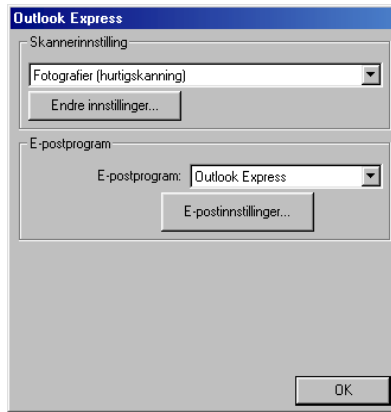 Outlook Express
Skannerinnstilling
Fotografier (hurtigskanning)
Endre innstillinger...
E-postprogram
E-postprogram: Outlook Express
E-postinnstillinger...
OK